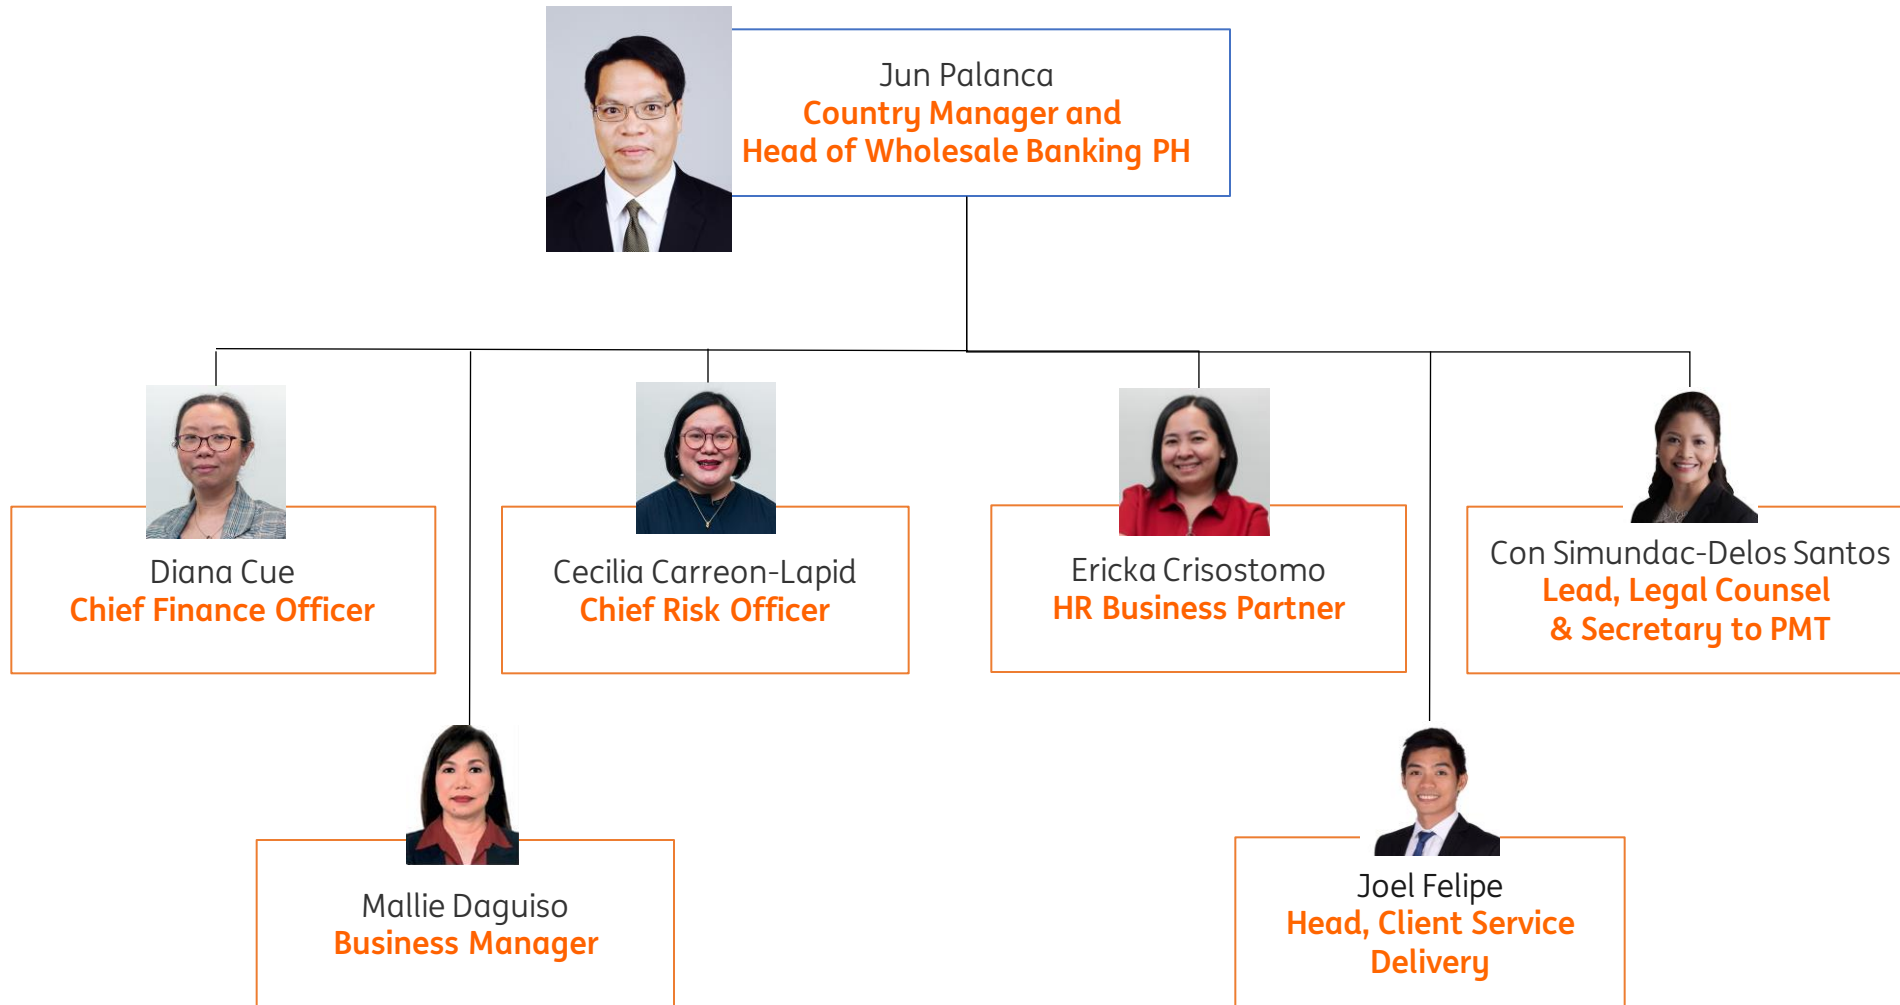 Jun Palanca
Country Manager and
Head of Wholesale Banking PH
Diana Cue
Chief Finance Officer
Cecilia Carreon-Lapid
Chief Risk Officer
Ericka Crisostomo
HR Business Partner
Con Simundac-Delos Santos
Lead, Legal Counsel
& Secretary to PMT
Mallie Daguiso
Business Manager
Joel Felipe
Head, Client Service
Delivery